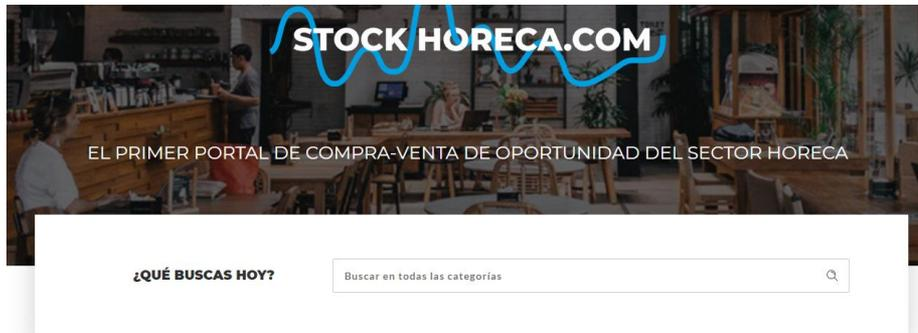 STOCK HORECA.COM
EL PRIMER PORTAL DE COMPRA-VENTA DE OPORTUNIDAD DEL SECTOR HORECA
¿QUÉ BUSCAS HOY?
Buscar en todas las categorías